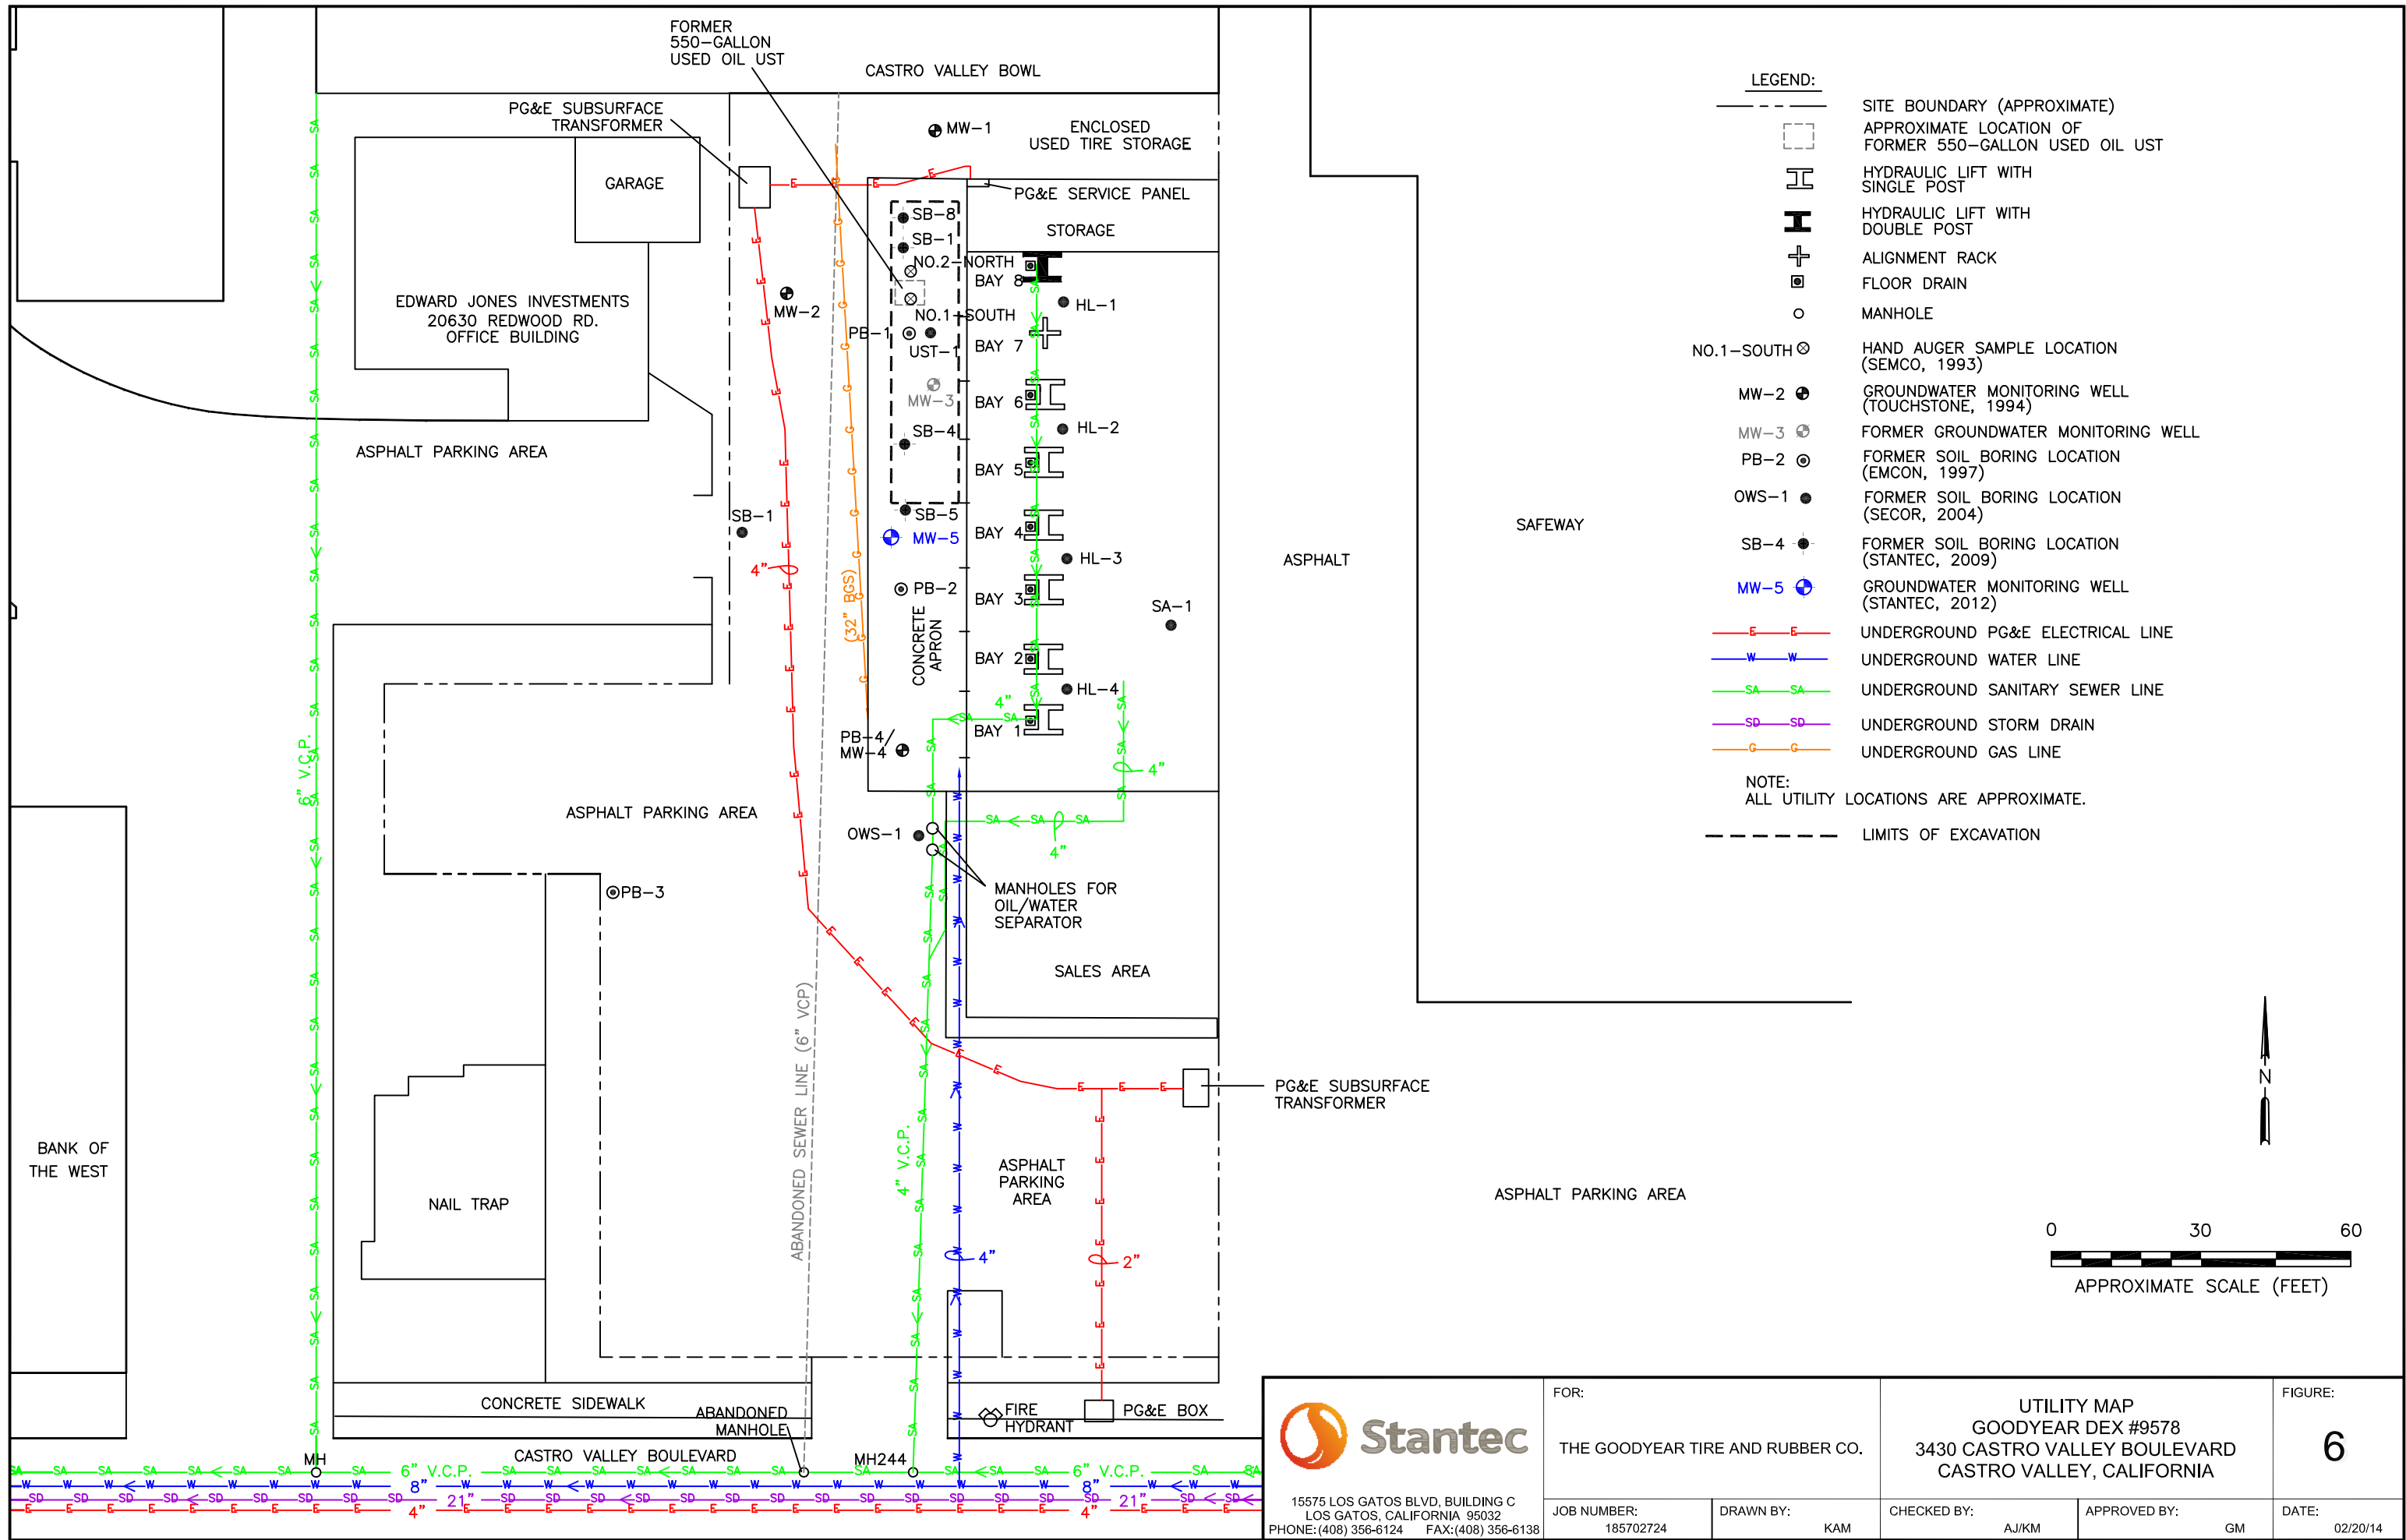 FORMER
550-GALLON
USED OIL UST
CASTRO VALLEY BOWL
PG&E SUBSURFACE
TRANSFORMER
MW-1
ENCLOSED
USED TIRE STORAGE
GARAGE
PG&E SERVICE PANEL
STORAGE
SB-8
SB-1
NO.2-NORTH
BAY 8
HL-1
EDWARD JONES INVESTMENTS
20630 REDWOOD RD.
OFFICE BUILDING
MW-2
NO.1-SOUTH
PB-1
UST-1
BAY 7
MW-3
BAY 6
HL-2
SB-4
ASPHALT PARKING AREA
BAY 5
SB-1
SB-5
MW-5
BAY 4
HL-3
4"
(32" BGS)
PB-2
CONCRETE
APRON
BAY 3
SA-1
BAY 2
HL-4
4"
BAY 1
PB-4/
MW-4
6" V.C.P.
4"
ASPHALT PARKING AREA
OWS-1
4"
MANHOLES FOR
OIL/WATER
SEPARATOR
PB-3
SALES AREA
ABANDONED SEWER LINE (6" VCP)
PG&E SUBSURFACE
TRANSFORMER
BANK OF
THE WEST
NAIL TRAP
4" V.C.P.
ASPHALT
PARKING
AREA
4"
2"
CONCRETE SIDEWALK
ABANDONED
MANHOLE
FIRE
HYDRANT
PG&E BOX
CASTRO VALLEY BOULEVARD
MH
MH244
6" V.C.P.
6" V.C.P.
8"
8"
21"
21"
4"
4"
ASPHALT
SAFEWAY
ASPHALT PARKING AREA
LEGEND:
SITE BOUNDARY (APPROXIMATE)
APPROXIMATE LOCATION OF
FORMER 550-GALLON USED OIL UST
HYDRAULIC LIFT WITH
SINGLE POST
HYDRAULIC LIFT WITH
DOUBLE POST
ALIGNMENT RACK
FLOOR DRAIN
MANHOLE
NO.1-SOUTH HAND AUGER SAMPLE LOCATION
(SEMCO, 1993)
MW-2 GROUNDWATER MONITORING WELL
(TOUCHSTONE, 1994)
MW-3 FORMER GROUNDWATER MONITORING WELL
PB-2 FORMER SOIL BORING LOCATION
(EMCON, 1997)
OWS-1 FORMER SOIL BORING LOCATION
(SECOR, 2004)
SB-4 FORMER SOIL BORING LOCATION
(STANTEC, 2009)
MW-5 GROUNDWATER MONITORING WELL
(STANTEC, 2012)
E E UNDERGROUND PG&E ELECTRICAL LINE
W W UNDERGROUND WATER LINE
SA SA UNDERGROUND SANITARY SEWER LINE
SD SD UNDERGROUND STORM DRAIN
G G UNDERGROUND GAS LINE
NOTE:
ALL UTILITY LOCATIONS ARE APPROXIMATE.
LIMITS OF EXCAVATION
N
0 30 60
APPROXIMATE SCALE (FEET)
Stantec
15575 LOS GATOS BLVD, BUILDING C
LOS GATOS, CALIFORNIA 95032
PHONE:(408) 356-6124 FAX:(408) 356-6138
FOR:
THE GOODYEAR TIRE AND RUBBER CO.
UTILITY MAP
GOODYEAR DEX #9578
3430 CASTRO VALLEY BOULEVARD
CASTRO VALLEY, CALIFORNIA
FIGURE:
6
JOB NUMBER:
185702724
DRAWN BY:
KAM
CHECKED BY:
AJ/KM
APPROVED BY:
GM
DATE:
02/20/14